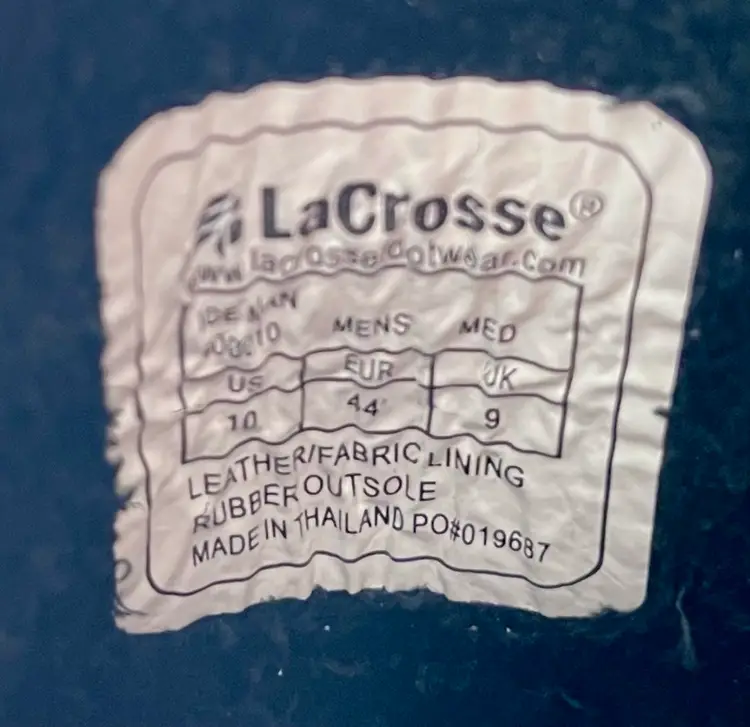 LaCrosse®
www.lacrossefootwear.com
MENS MED
US EUR UK
10 44 9
LEATHER/FABRIC LINING
RUBBER OUTSOLE
MADE IN THAILAND PO#019687